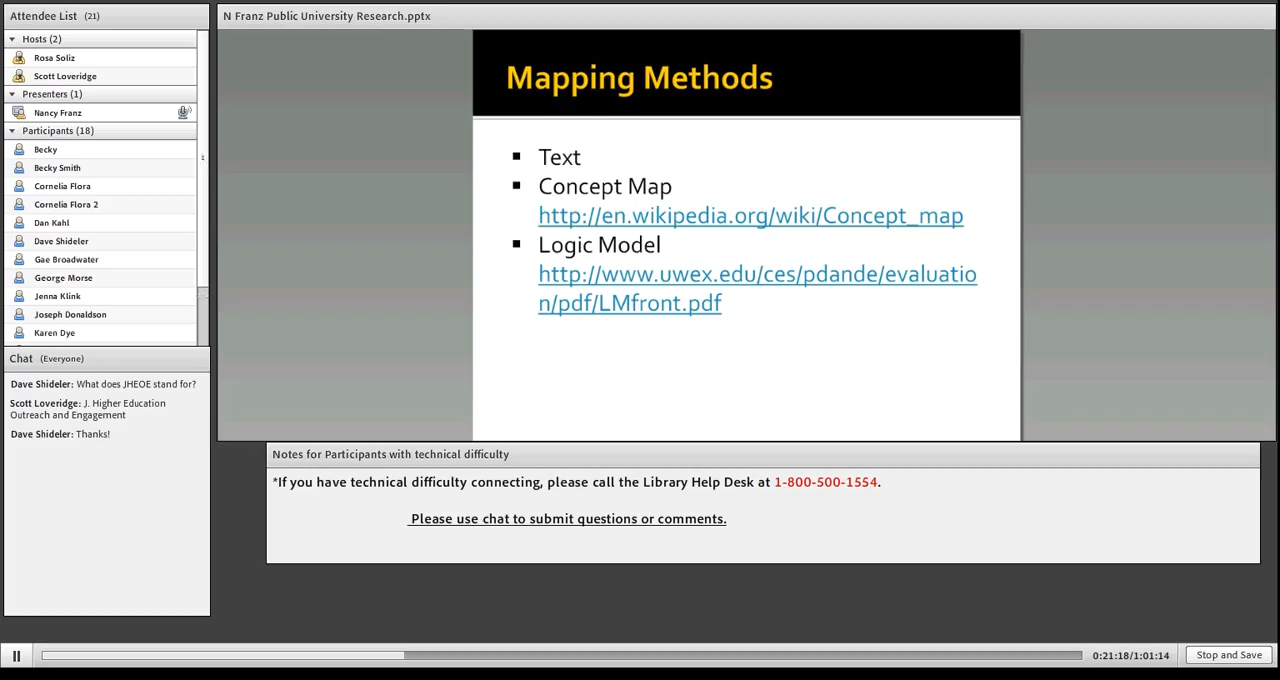 Attendee List (21)
Hosts (2)
Rosa Soliz
Scott Loveridge
Presenters (1)
Nancy Franz
Participants (18)
Becky
Becky Smith
Cornelia Flora
Cornelia Flora 2
Dan Kahl
Dave Shideler
Gae Broadwater
George Morse
Jenna Klink
Joseph Donaldson
Karen Dye
Chat (Everyone)
Dave Shideler: What does JHEOE stand for?
Scott Loveridge: J. Higher Education
Outreach and Engagement
Dave Shideler: Thanks!
N Franz Public University Research.pptx
Mapping Methods
▪ Text
▪ Concept Map
http://en.wikipedia.org/wiki/Concept_map
▪ Logic Model
http://www.uwex.edu/ces/pdande/evaluatio
n/pdf/LMfront.pdf
Notes for Participants with technical difficulty
*If you have technical difficulty connecting, please call the Library Help Desk at 1-800-500-1554.
Please use chat to submit questions or comments.
0:21:18/1:01:14
Stop and Save